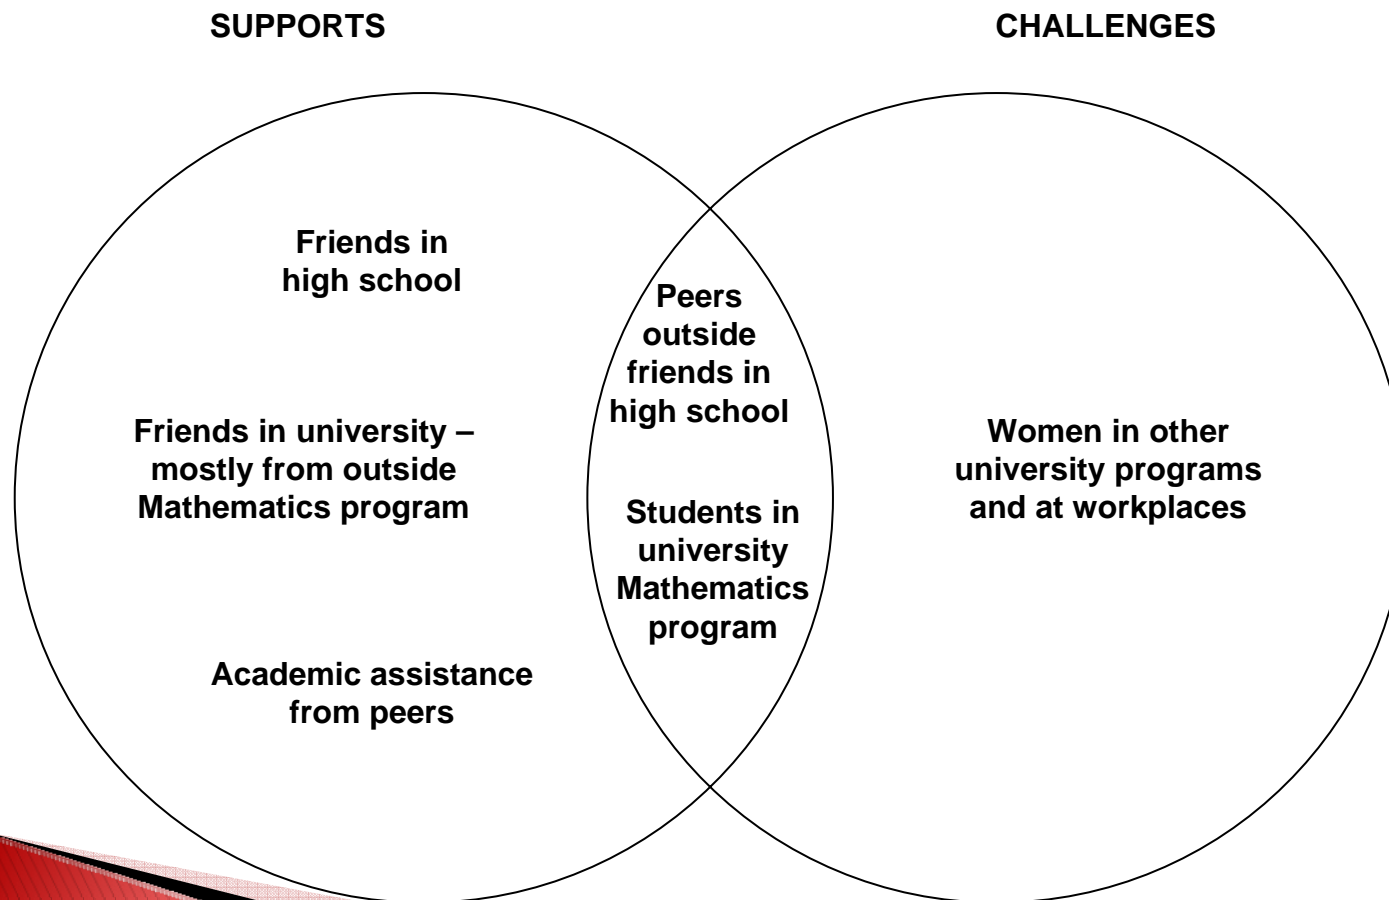 SUPPORTS
CHALLENGES
Friends in
high school
Friends in university –
mostly from outside
Mathematics program
Academic assistance
from peers
Peers
outside
friends in
high school
Students in
university
Mathematics
program
Women in other
university programs
and at workplaces